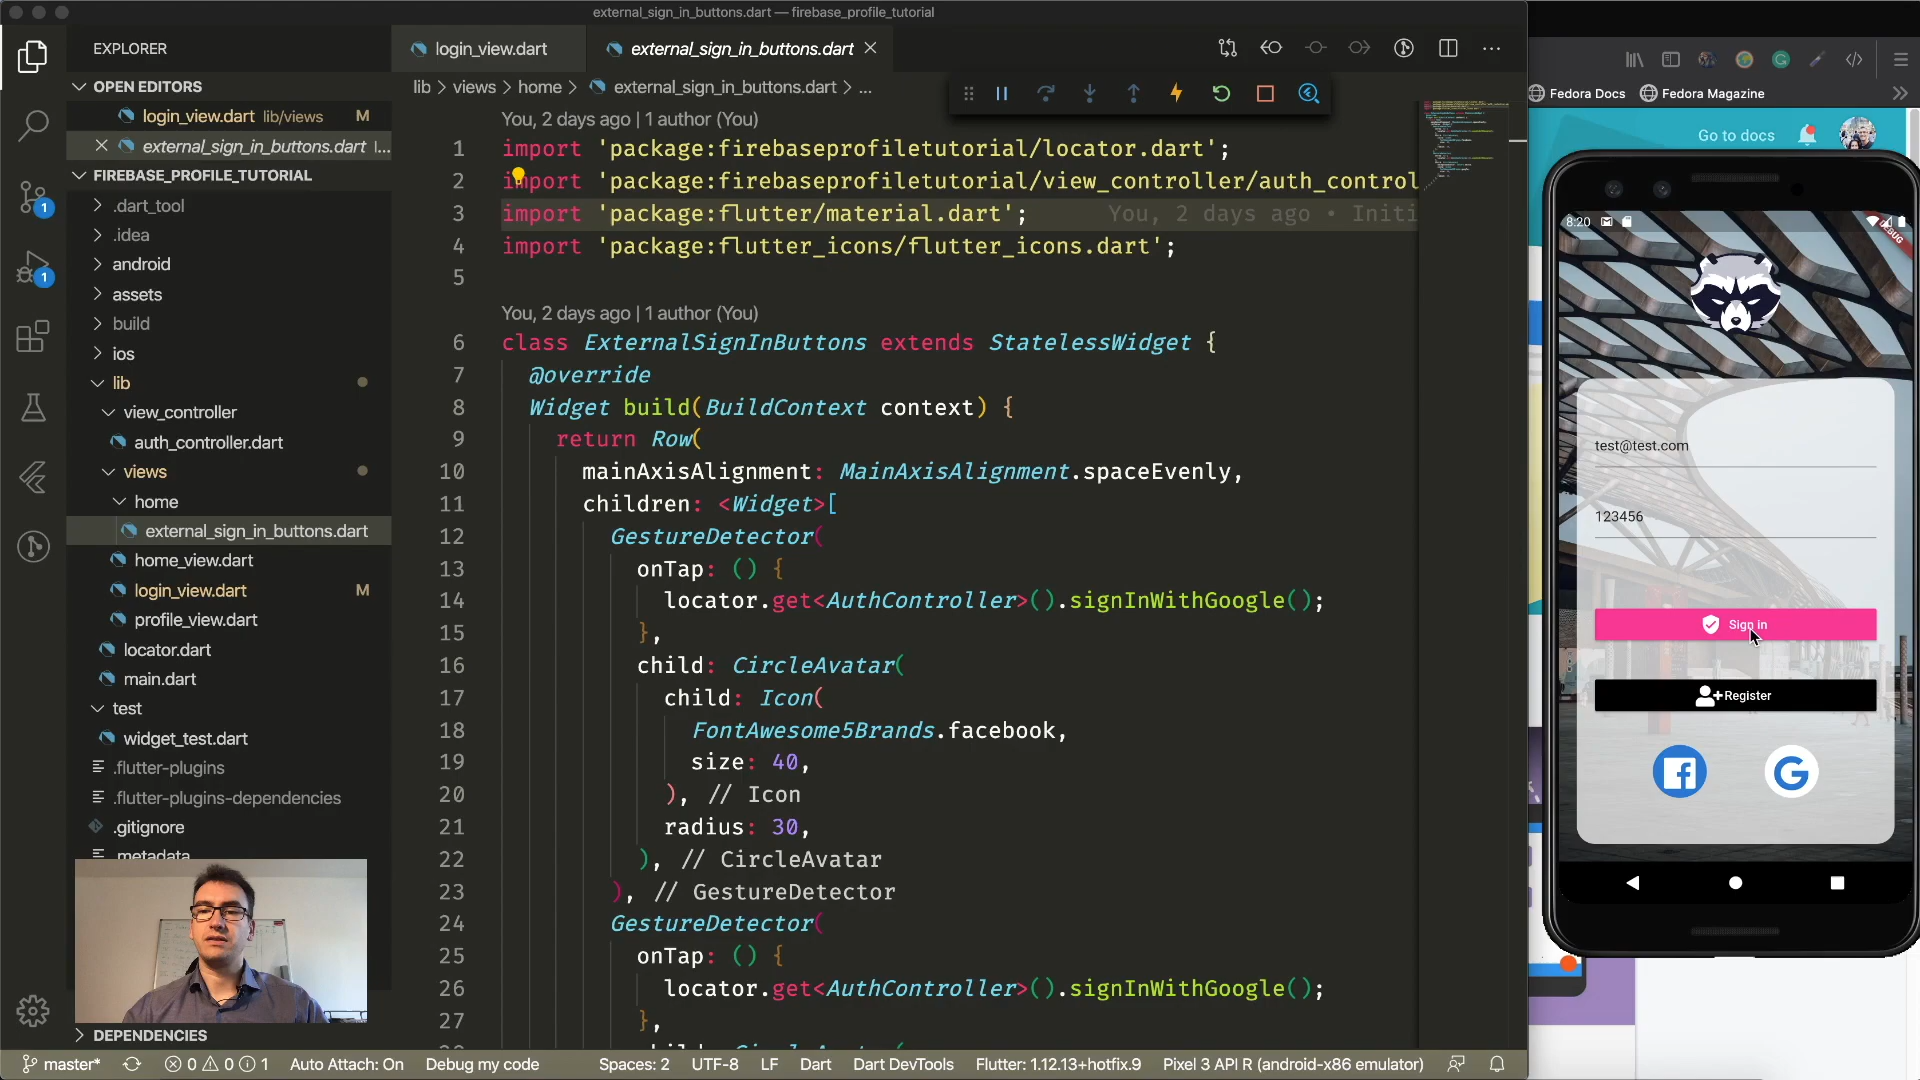 external_sign_in_buttons.dart — firebase_profile_tutorial
EXPLORER
OPEN EDITORS
login_view.dart lib/views M
external_sign_in_buttons.dart l...
FIREBASE_PROFILE_TUTORIAL
.dart_tool
.idea
android
assets
build
ios
lib
view_controller
auth_controller.dart
views
home
external_sign_in_buttons.dart
home_view.dart
login_view.dart M
profile_view.dart
locator.dart
main.dart
test
widget_test.dart
.flutter-plugins
.flutter-plugins-dependencies
.gitignore
.metadata
DEPENDENCIES
1
1
login_view.dart
external_sign_in_buttons.dart
lib > views > home > external_sign_in_buttons.dart > ...
You, 2 days ago | 1 author (You)
1 import 'package:firebaseprofiletutorial/locator.dart';
2 import 'package:firebaseprofiletutorial/view_controller/auth_control
3 import 'package:flutter/material.dart'; You, 2 days ago • Initi
4 import 'package:flutter_icons/flutter_icons.dart';
5
You, 2 days ago | 1 author (You)
6 class ExternalSignInButtons extends StatelessWidget {
7 @override
8 Widget build(BuildContext context) {
9 return Row(
10 mainAxisAlignment: MainAxisAlignment.spaceEvenly,
11 children: <Widget>[
12 GestureDetector(
13 onTap: () {
14 locator.get<AuthController>().signInWithGoogle();
15 },
16 child: CircleAvatar(
17 child: Icon(
18 FontAwesome5Brands.facebook,
19 size: 40,
20 ), // Icon
21 radius: 30,
22 ), // CircleAvatar
23 ), // GestureDetector
24 GestureDetector(
25 onTap: () {
26 locator.get<AuthController>().signInWithGoogle();
27 },
master* 0 0 1 Auto Attach: On Debug my code Spaces: 2 UTF-8 LF Dart Dart DevTools Flutter: 1.12.13+hotfix.9 Pixel 3 API R (android-x86 emulator)
Fedora Docs Fedora Magazine
Go to docs
8:20
DEBUG
test@test.com
123456
Sign in
Register